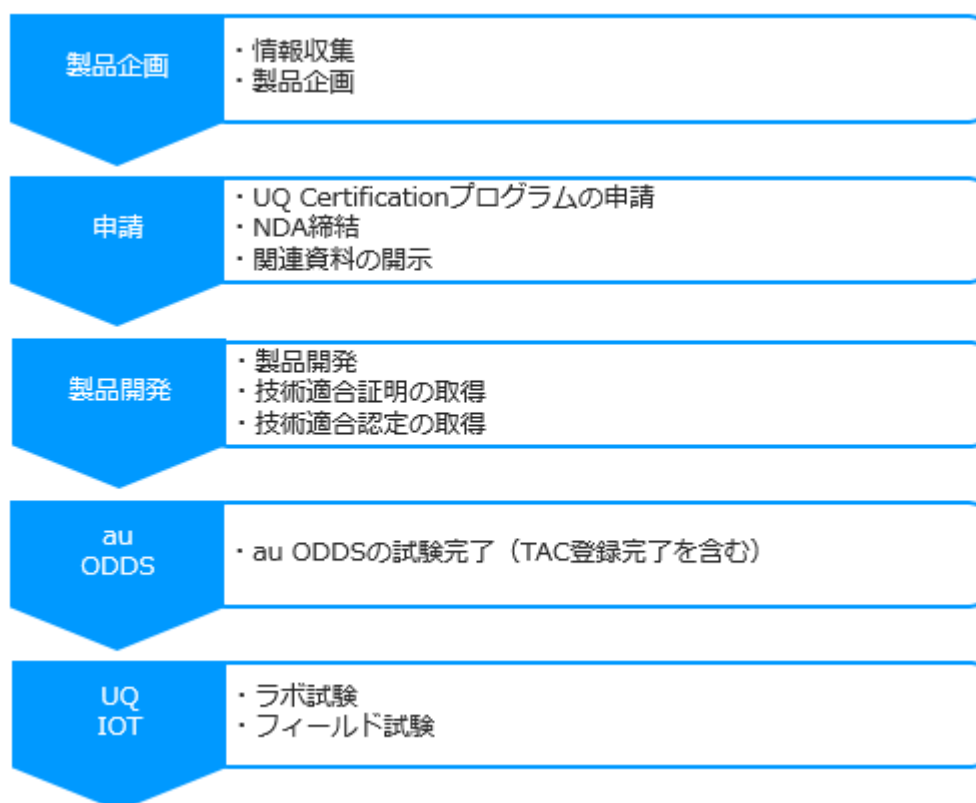 製品企画
・情報収集
・製品企画
申請
・UQ Certificationプログラムの申請
・NDA締結
・関連資料の開示
製品開発
・製品開発
・技術適合証明の取得
・技術適合認定の取得
au
ODDS
・au ODDSの試験完了（TAC登録完了を含む）
UQ
IOT
・ラボ試験
・フィールド試験